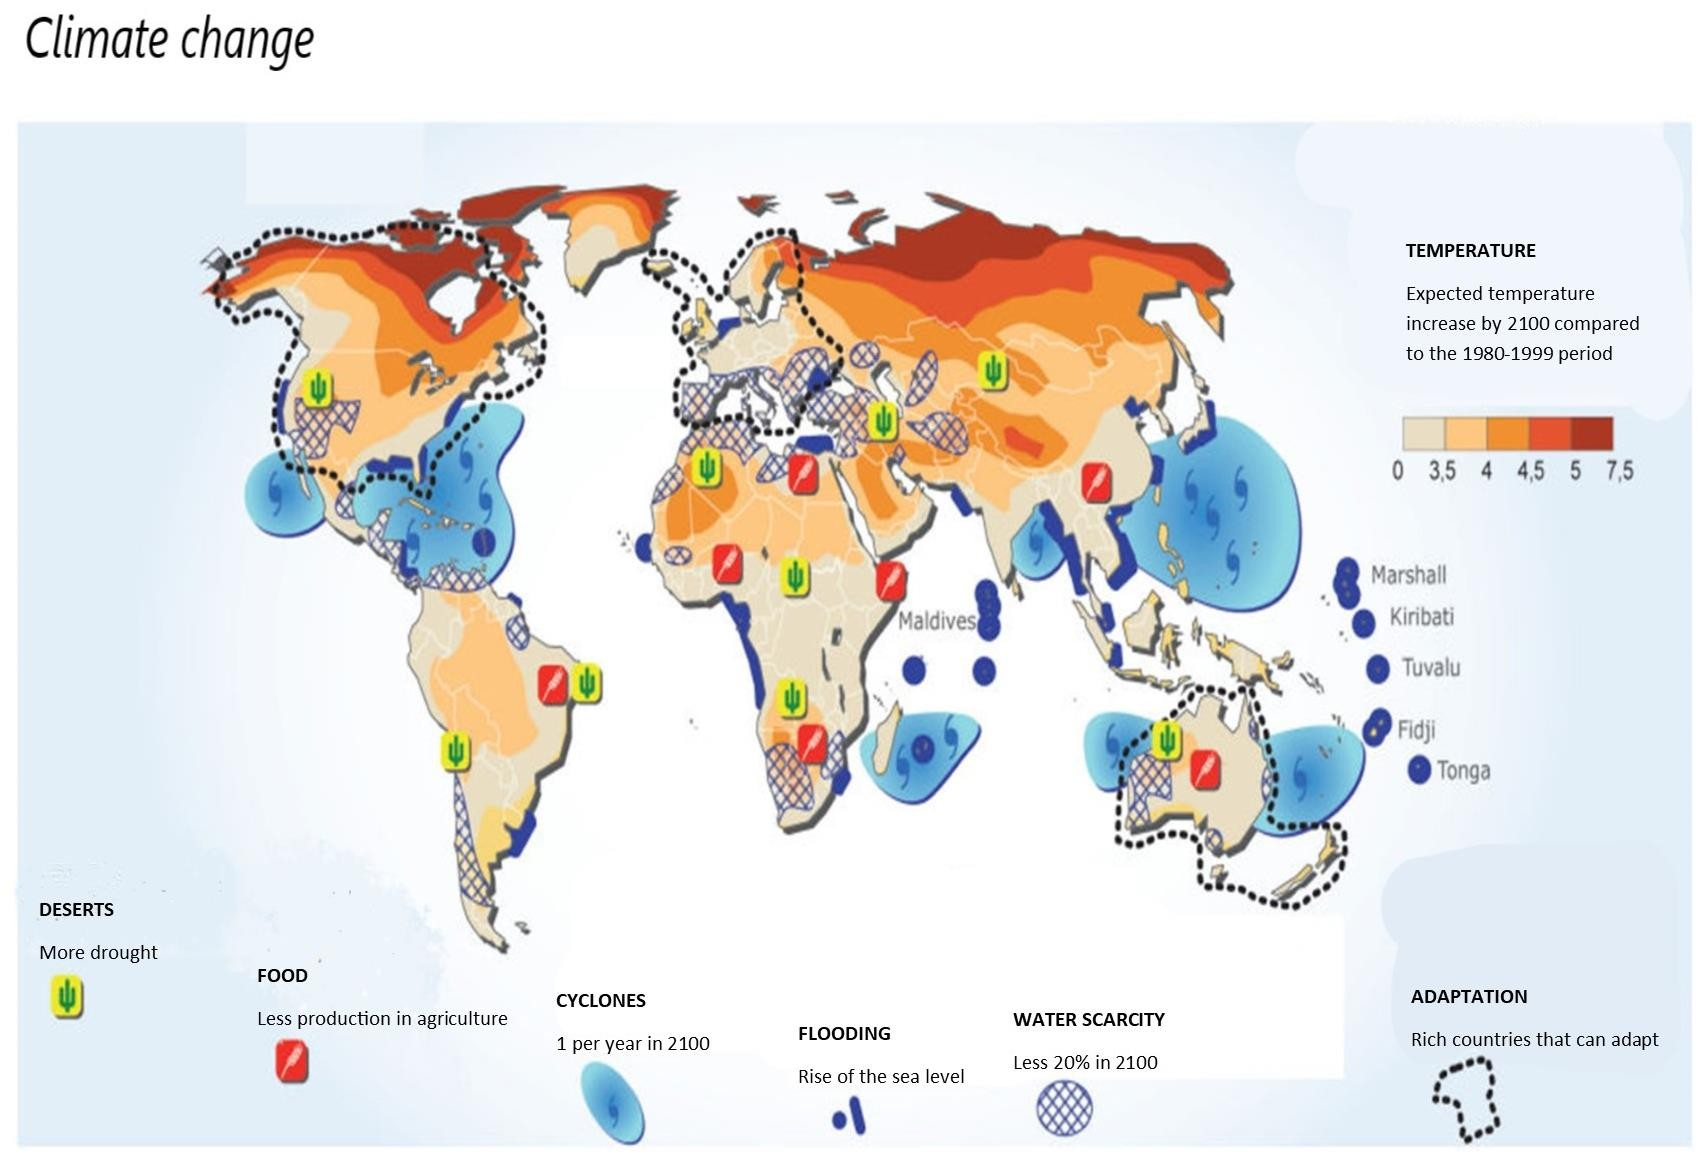 Climate change
TEMPERATURE
Expected temperature
increase by 2100 compared
to the 1980-1999 period
0 3,5 4 4,5 5 7,5
Marshall
Kiribati
Maldives
Tuvalu
Fidji
Tonga
DESERTS
More drought
FOOD
Less production in agriculture
CYCLONES
1 per year in 2100
FLOODING
Rise of the sea level
WATER SCARCITY
Less 20% in 2100
ADAPTATION
Rich countries that can adapt